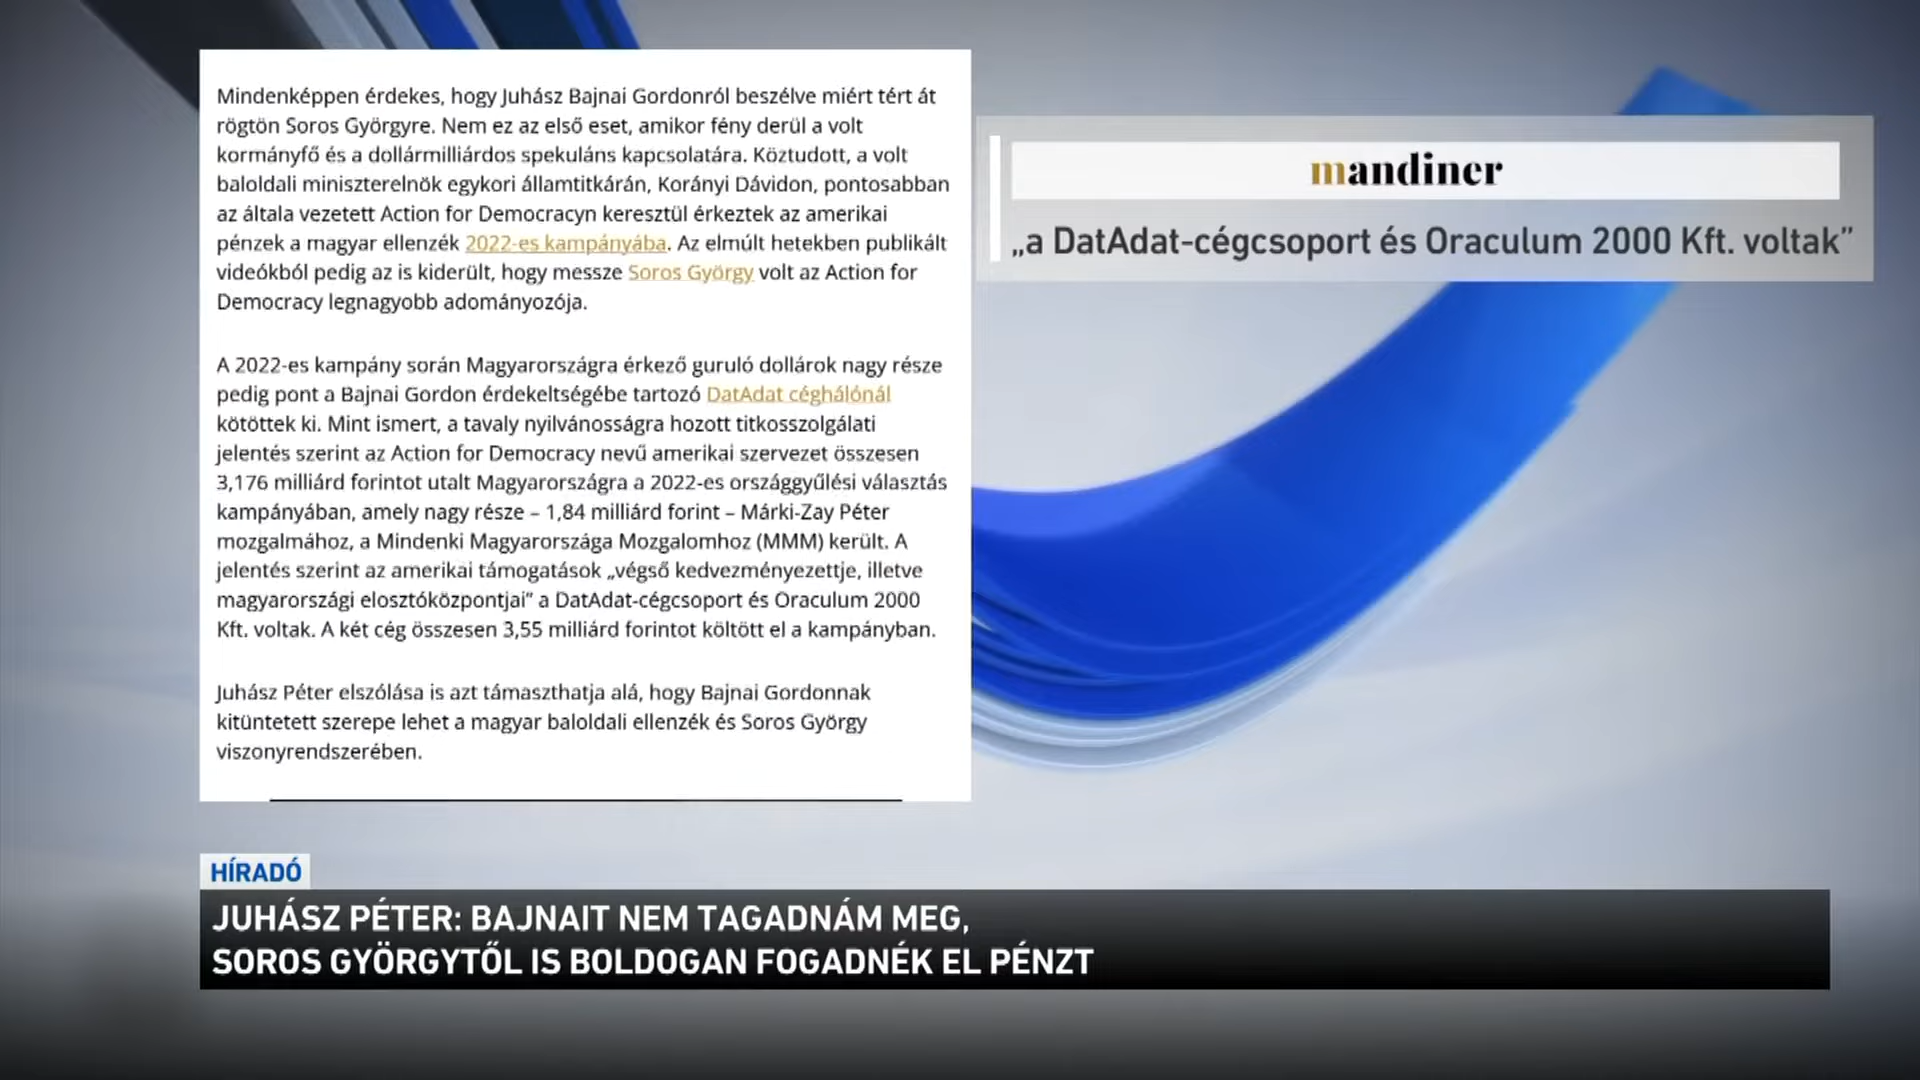 Mindenképpen érdekes, hogy Juhász Bajnai Gordonról beszélve miért tért át
rögtön Soros Györgyre. Nem ez az első eset, amikor fény derül a volt
kormányfő és a dollármilliárdos spekuláns kapcsolatára. Köztudott, a volt
baloldali miniszterelnök egykori államtitkárán, Korányi Dávidon, pontosabban
az általa vezetett Action for Democracyn keresztül érkeztek az amerikai
pénzek a magyar ellenzék 2022-es kampányába. Az elmúlt hetekben publikált
videókból pedig az is kiderült, hogy messze Soros György volt az Action for
Democracy legnagyobb adományozója.
A 2022-es kampány során Magyarországra érkező guruló dollárok nagy része
pedig pont a Bajnai Gordon érdekeltségébe tartozó DatAdat céghálónál
kötöttek ki. Mint ismert, a tavaly nyilvánosságra hozott titkosszolgálati
jelentés szerint az Action for Democracy nevű amerikai szervezet összesen
3,176 milliárd forintot utalt Magyarországra a 2022-es országgyűlési választás
kampányában, amely nagy része – 1,84 milliárd forint – Márki-Zay Péter
mozgalmához, a Mindenki Magyarországa Mozgalomhoz (MMM) került. A
jelentés szerint az amerikai támogatások „végső kedvezményezettje, illetve
magyarországi elosztóközpontjai” a DatAdat-cégcsoport és Oraculum 2000
Kft. voltak. A két cég összesen 3,55 milliárd forintot költött el a kampányban.
Juhász Péter elszólása is azt támaszthatja alá, hogy Bajnai Gordonnak
kitüntetett szerepe lehet a magyar baloldali ellenzék és Soros György
viszonyrendszerében.
mandiner
„a DatAdat-cégcsoport és Oraculum 2000 Kft. voltak”
HÍRADÓ
JUHÁSZ PÉTER: BAJNAIT NEM TAGADNÁM MEG,
SOROS GYÖRGYTŐL IS BOLDOGAN FOGADNÉK EL PÉNZT